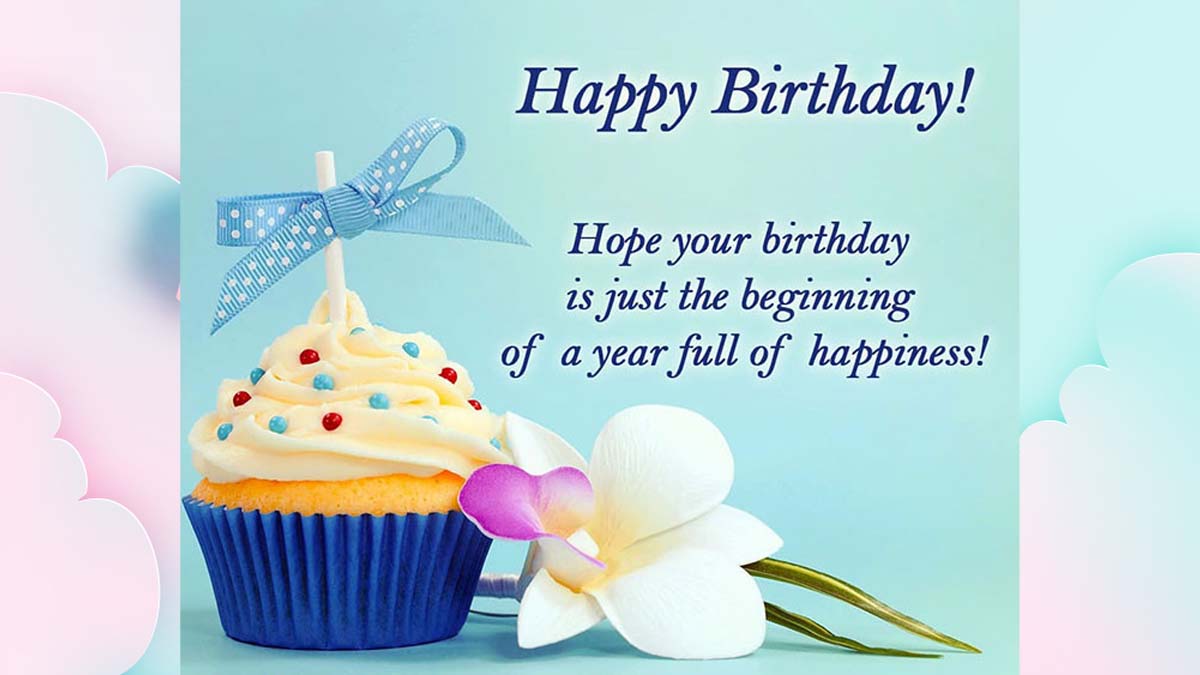 Happy Birthday!
Hope your birthday
is just the beginning
of a year full of happiness!